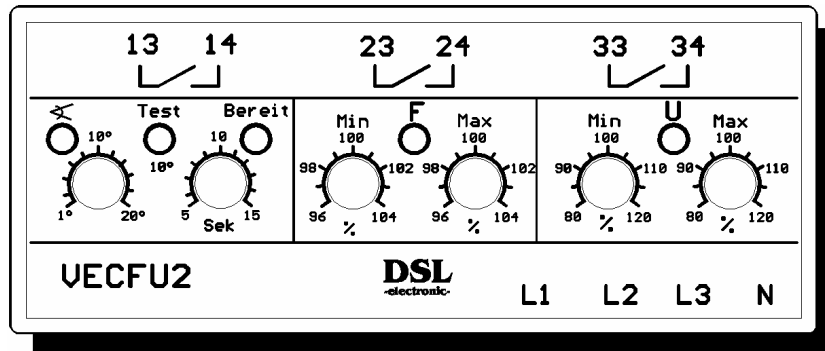 13 14 23 24 33 34
∢ Test Bereit F U
Min Max Min Max
10° 10° 10 100 100 100 100
98 102 98 102 90 110 90 110
1° 20° 5 15 96 104 96 104 80 120 80 120
Sek % % % %
VECFU2 DSL
-electronic-
L1 L2 L3 N